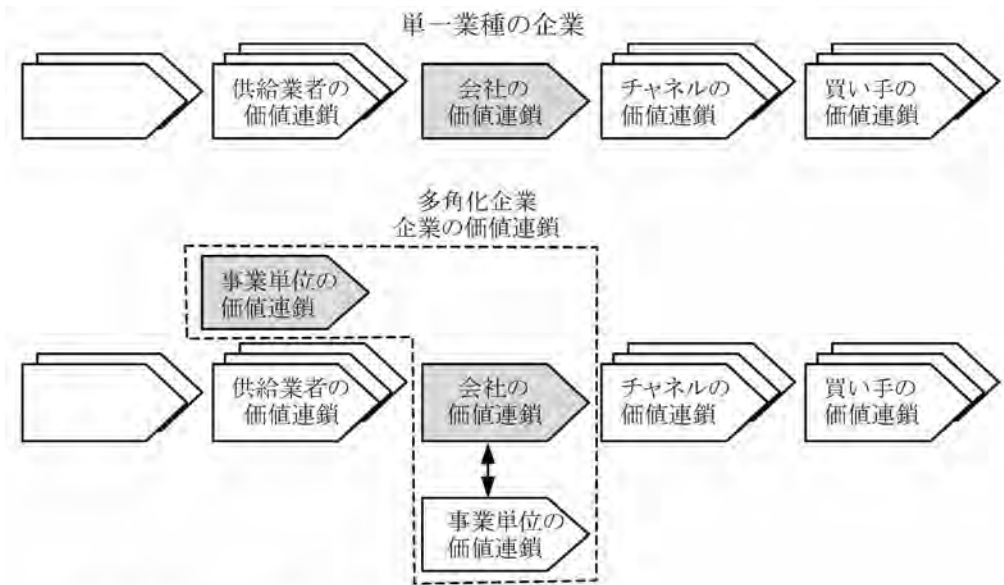 単一業種の企業
供給業者の
価値連鎖
会社の
価値連鎖
チャネルの
価値連鎖
買い手の
価値連鎖
多角化企業
企業の価値連鎖
事業単位の
価値連鎖
供給業者の
価値連鎖
会社の
価値連鎖
チャネルの
価値連鎖
買い手の
価値連鎖
事業単位の
価値連鎖